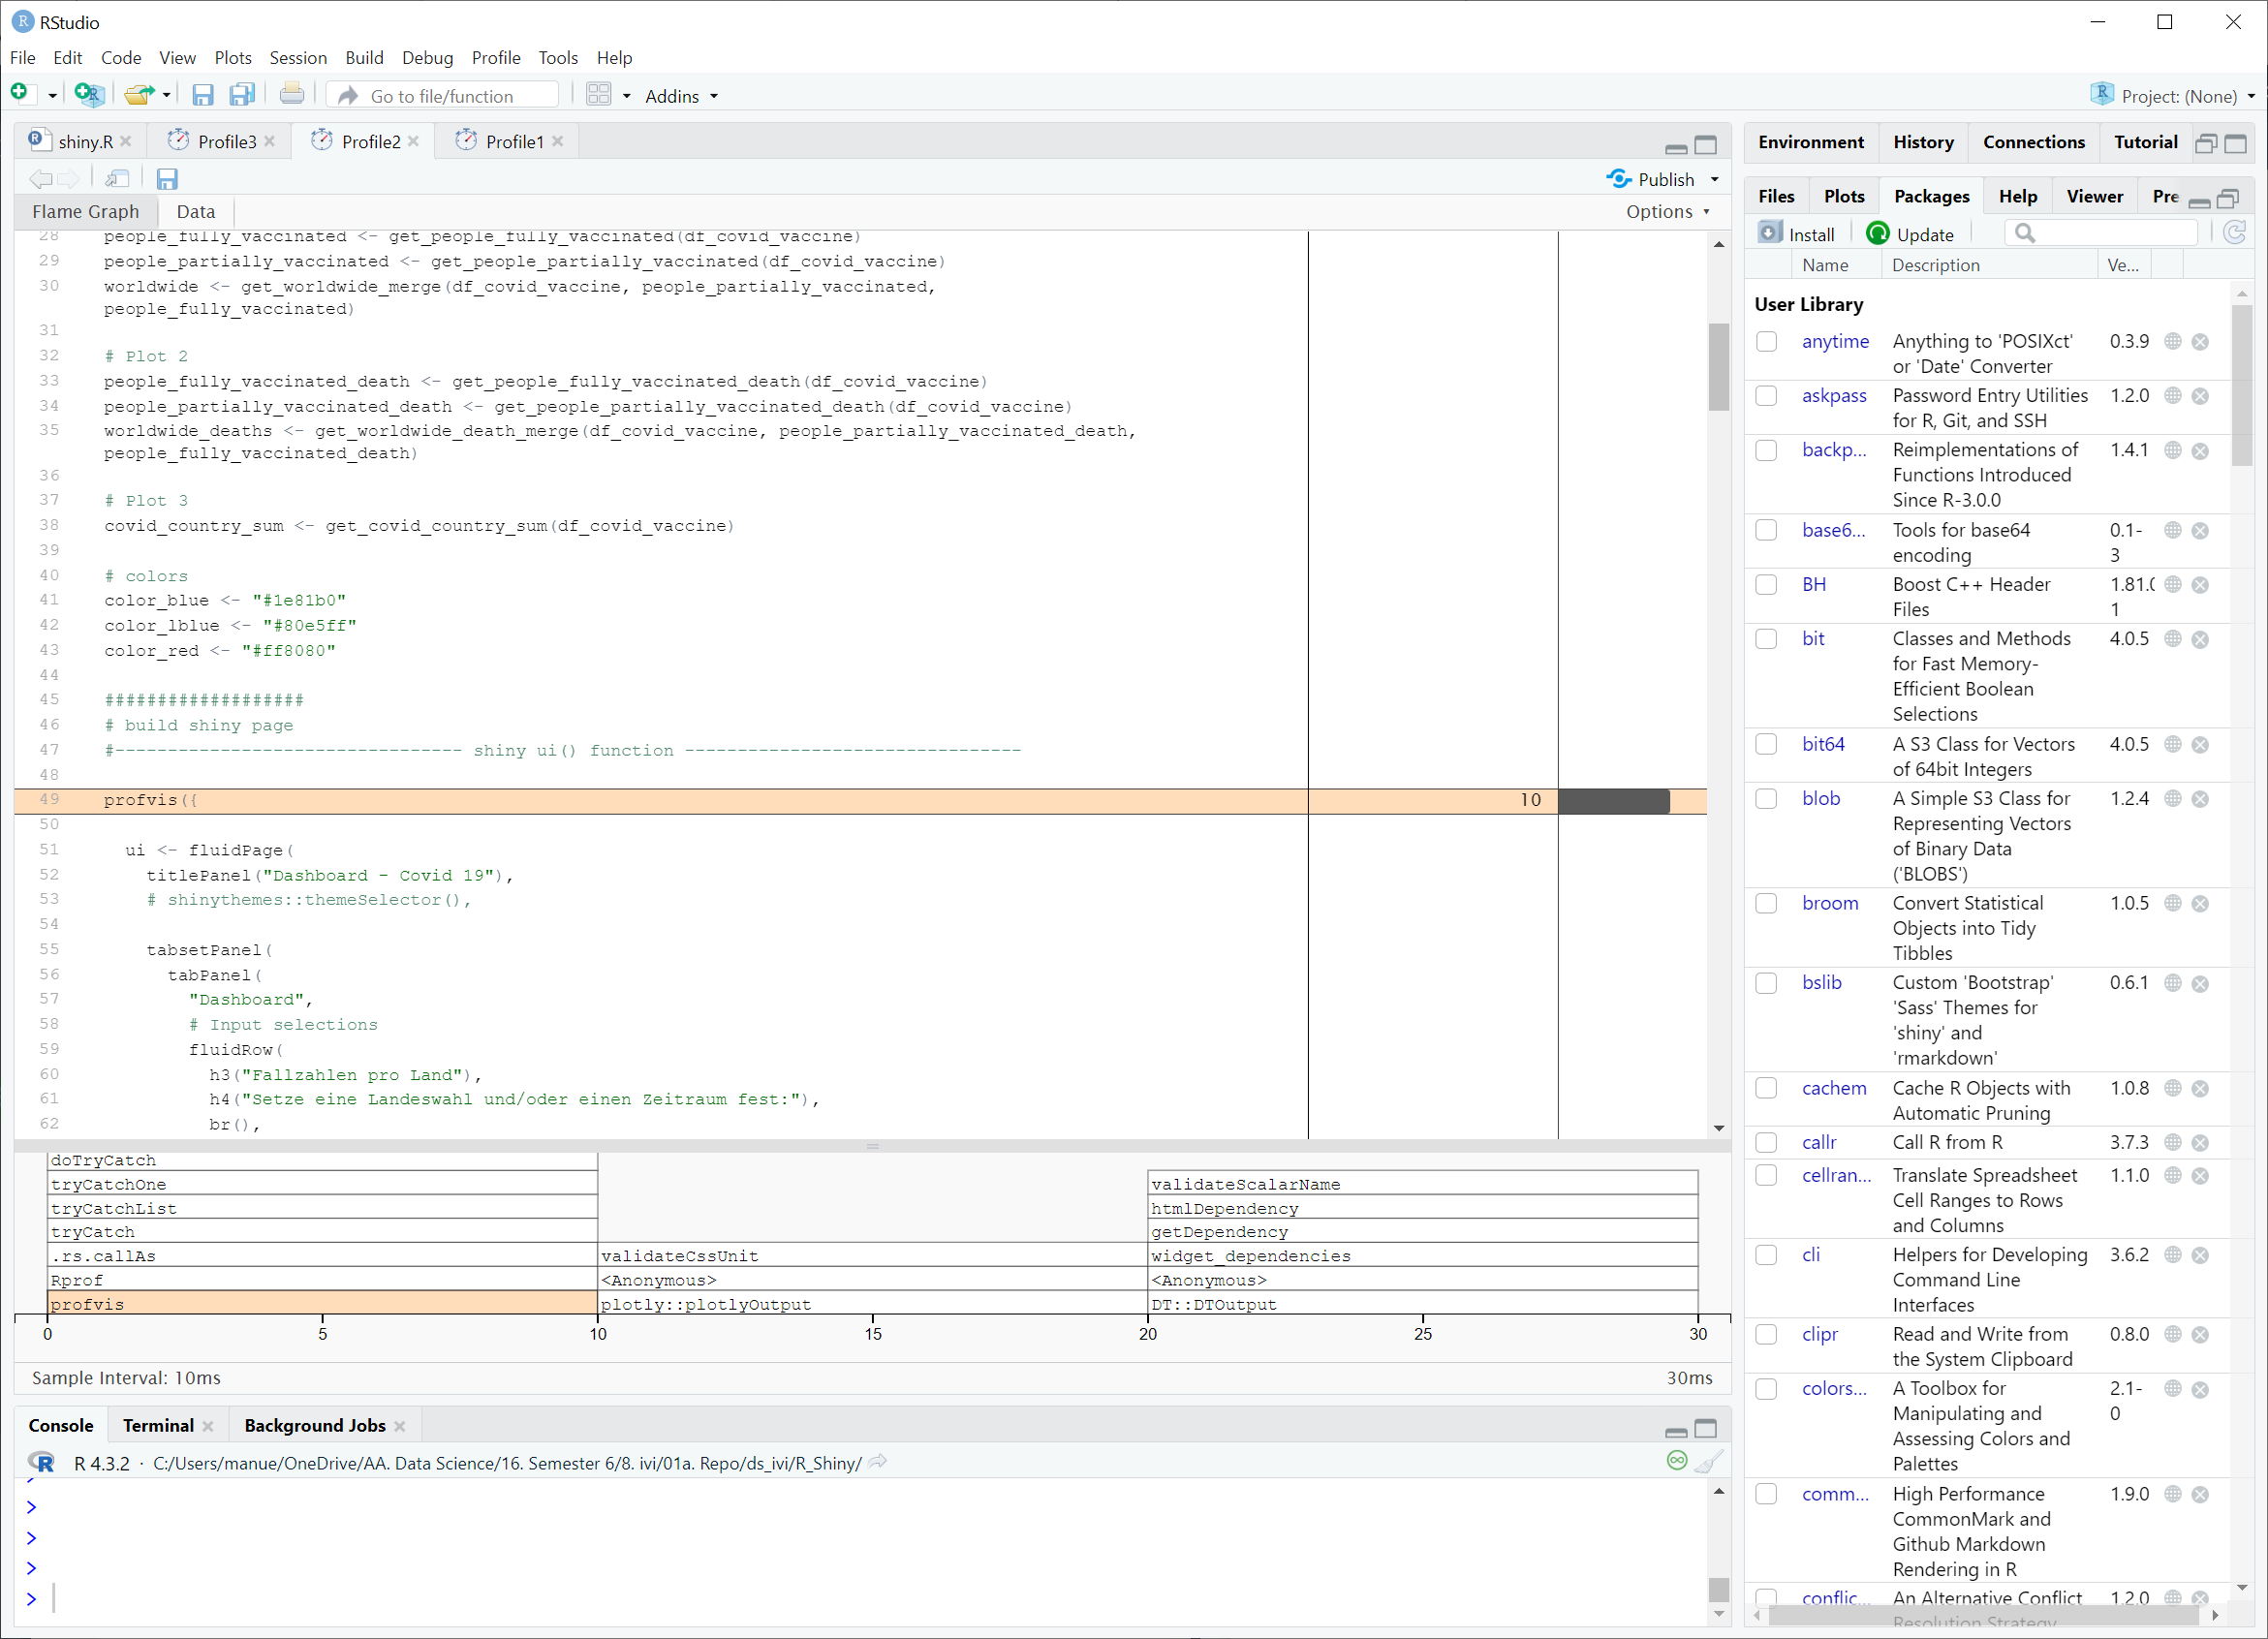 RStudio
File Edit Code View Plots Session Build Debug Profile Tools Help
Go to file/function Addins Project: (None)
shiny.R Profile3 Profile2 Profile1
Publish
Flame Graph Data Options
28 people_fully_vaccinated <- get_people_fully_vaccinated(df_covid_vaccine)
29 people_partially_vaccinated <- get_people_partially_vaccinated(df_covid_vaccine)
30 worldwide <- get_worldwide_merge(df_covid_vaccine, people_partially_vaccinated,
people_fully_vaccinated)
31
32 # Plot 2
33 people_fully_vaccinated_death <- get_people_fully_vaccinated_death(df_covid_vaccine)
34 people_partially_vaccinated_death <- get_people_partially_vaccinated_death(df_covid_vaccine)
35 worldwide_deaths <- get_worldwide_death_merge(df_covid_vaccine, people_partially_vaccinated_death,
people_fully_vaccinated_death)
36
37 # Plot 3
38 covid_country_sum <- get_covid_country_sum(df_covid_vaccine)
39
40 # colors
41 color_blue <- "#1e81b0"
42 color_lblue <- "#80e5ff"
43 color_red <- "#ff8080"
44
45 ###################
46 # build shiny page
47 #--------------------------------- shiny ui() function --------------------------------
48
49 profvis({ 10
50
51 ui <- fluidPage(
52 titlePanel("Dashboard - Covid 19"),
53 # shinythemes::themeSelector(),
54
55 tabsetPanel(
56 tabPanel(
57 "Dashboard",
58 # Input selections
59 fluidRow(
60 h3("Fallzahlen pro Land"),
61 h4("Setze eine Landeswahl und/oder einen Zeitraum fest:"),
62 br(),
doTryCatch
tryCatchOne validateScalarName
tryCatchList htmlDependency
tryCatch getDependency
.rs.callAs validateCssUnit widget_dependencies
Rprof <Anonymous> <Anonymous>
profvis plotly::plotlyOutput DT::DTOutput
0 5 10 15 20 25 30
Sample Interval: 10ms 30ms
Console Terminal Background Jobs
R 4.3.2 · C:/Users/manue/OneDrive/AA. Data Science/16. Semester 6/8. ivi/01a. Repo/ds_ivi/R_Shiny/
>
>
>
>
>
Environment History Connections Tutorial
Files Plots Packages Help Viewer Pre
Install Update
Name Description Ve...
User Library
anytime Anything to 'POSIXct' 0.3.9
or 'Date' Converter
askpass Password Entry Utilities 1.2.0
for R, Git, and SSH
backp... Reimplementations of 1.4.1
Functions Introduced
Since R-3.0.0
base6... Tools for base64 0.1-
encoding 3
BH Boost C++ Header 1.81.0
Files 1
bit Classes and Methods 4.0.5
for Fast Memory-
Efficient Boolean
Selections
bit64 A S3 Class for Vectors 4.0.5
of 64bit Integers
blob A Simple S3 Class for 1.2.4
Representing Vectors
of Binary Data
('BLOBS')
broom Convert Statistical 1.0.5
Objects into Tidy
Tibbles
bslib Custom 'Bootstrap' 0.6.1
'Sass' Themes for
'shiny' and
'rmarkdown'
cachem Cache R Objects with 1.0.8
Automatic Pruning
callr Call R from R 3.7.3
cellran... Translate Spreadsheet 1.1.0
Cell Ranges to Rows
and Columns
cli Helpers for Developing 3.6.2
Command Line
Interfaces
clipr Read and Write from 0.8.0
the System Clipboard
colors... A Toolbox for 2.1-
Manipulating and 0
Assessing Colors and
Palettes
comm... High Performance 1.9.0
CommonMark and
Github Markdown
Rendering in R
conflic... An Alternative Conflict 1.2.0
Resolution Strategy